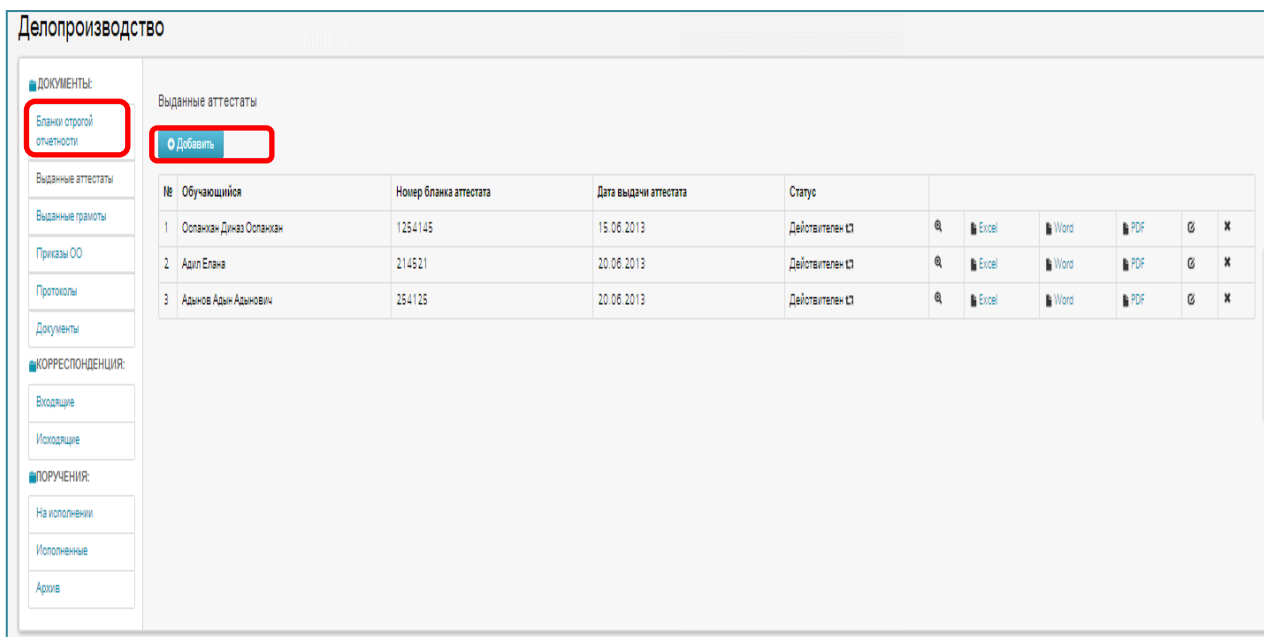 Делопроизводство
ДОКУМЕНТЫ:
Бланки строгой
отчетности
Выданные аттестаты
Выданные грамоты
Приказы ОО
Протоколы
Документы
КОРРЕСПОНДЕНЦИЯ:
Входящие
Исходящие
ПОРУЧЕНИЯ:
На исполнении
Исполненные
Архив
Выданные аттестаты
Добавить
№ Обучающийся Номер бланка аттестата Дата выдачи аттестата Статус
1 Оспанхан Диназ Оспанхан 1254145 15.06.2013 Действителен Excel Word PDF
2 Адил Елана 214521 20.06.2013 Действителен Excel Word PDF
3 Адынов Адын Адынович 254125 20.06.2013 Действителен Excel Word PDF